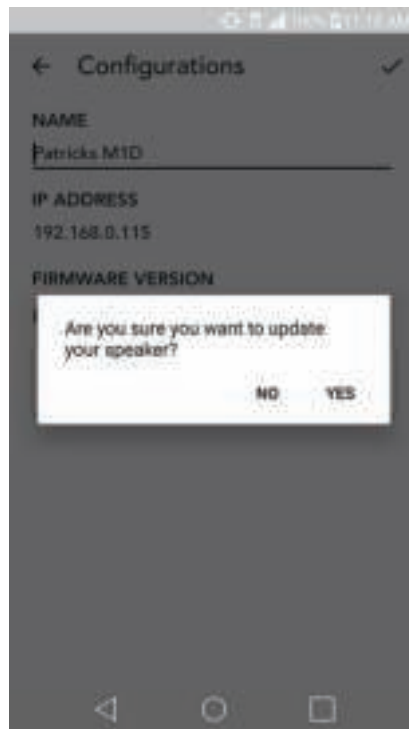 Configurations
NAME
Patricks M1D
IP ADDRESS
192.168.0.115
FIRMWARE VERSION
Are you sure you want to update
your speaker?
NO YES